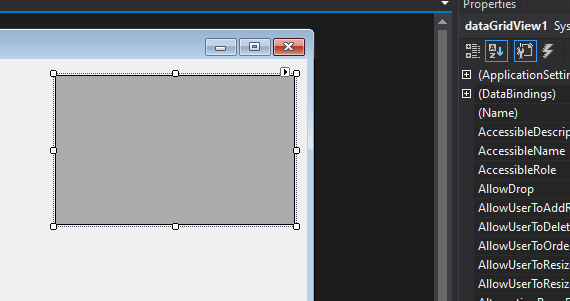 Properties
dataGridView1 Sys
(ApplicationSettin
(DataBindings)
(Name)
AccessibleDescrip
AccessibleName
AccessibleRole
AllowDrop
AllowUserToAddR
AllowUserToDelet
AllowUserToOrde
AllowUserToResiz
AllowUserToResiz